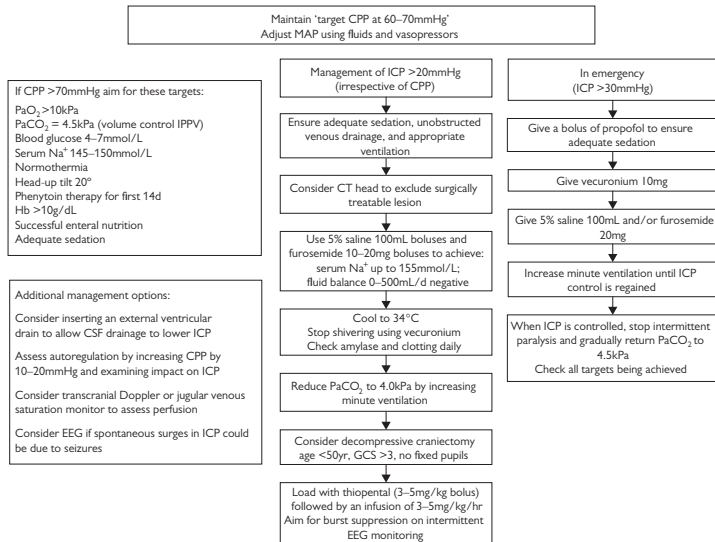 Maintain ‘target CPP at 60–70mmHg’
Adjust MAP using fluids and vasopressors
If CPP >70mmHg aim for these targets:
PaO₂ >10kPa
PaCO₂ = 4.5kPa (volume control IPPV)
Blood glucose 4–7mmol/L
Serum Na⁺ 145–150mmol/L
Normothermia
Head-up tilt 20°
Phenytoin therapy for first 14d
Hb >10g/dL
Successful enteral nutrition
Adequate sedation
Additional management options:
Consider inserting an external ventricular
drain to allow CSF drainage to lower ICP
Assess autoregulation by increasing CPP by
10–20mmHg and examining impact on ICP
Consider transcranial Doppler or jugular venous
saturation monitor to assess perfusion
Consider EEG if spontaneous surges in ICP could
be due to seizures
Management of ICP >20mmHg
(irrespective of CPP)
Ensure adequate sedation, unobstructed
venous drainage, and appropriate
ventilation
Consider CT head to exclude surgically
treatable lesion
Use 5% saline 100mL boluses and
furosemide 10–20mg boluses to achieve:
serum Na⁺ up to 155mmol/L;
fluid balance 0–500mL/d negative
Cool to 34°C
Stop shivering using vecuronium
Check amylase and clotting daily
Reduce PaCO₂ to 4.0kPa by increasing
minute ventilation
Consider decompressive craniectomy
age <50yr, GCS >3, no fixed pupils
Load with thiopental (3–5mg/kg bolus)
followed by an infusion of 3–5mg/kg/hr
Aim for burst suppression on intermittent
EEG monitoring
In emergency
(ICP >30mmHg)
Give a bolus of propofol to ensure
adequate sedation
Give vecuronium 10mg
Give 5% saline 100mL and/or furosemide
20mg
Increase minute ventilation until ICP
control is regained
When ICP is controlled, stop intermittent
paralysis and gradually return PaCO₂ to
4.5kPa
Check all targets being achieved